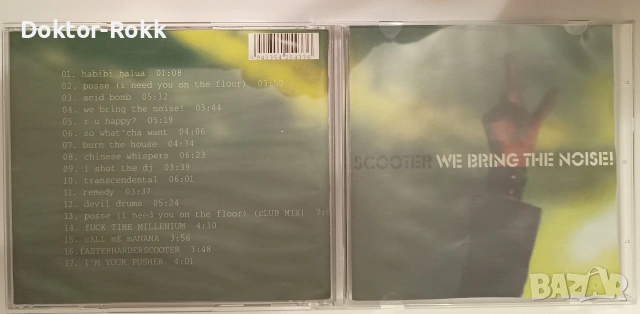 Doktor-Rokk
01. habibi halua 01:08
02. posse (i need you on the floor)
03. acid bomb 05:32
04. we bring the noise! 03:44
05. r u happy? 05:19
06. so what'cha want 04:06
07. burn the house 04:34
08. chinese whispers 06:23
09. i shot the dj 03:39
10. transcendental 06:01
11. remedy 03:37
12. devil drums 05:24
13. posse (i need you on the floor) (cLUB MIX)
14. fUCK THE MILLENIUM 4:30
15. cALL mE mANANA 3:56
16.fASTERHARDERSCOOTER 3:48
17. I'M YOUR PUSHER 4:01
SCOOTER WE BRING THE NOISE!
BAZAR